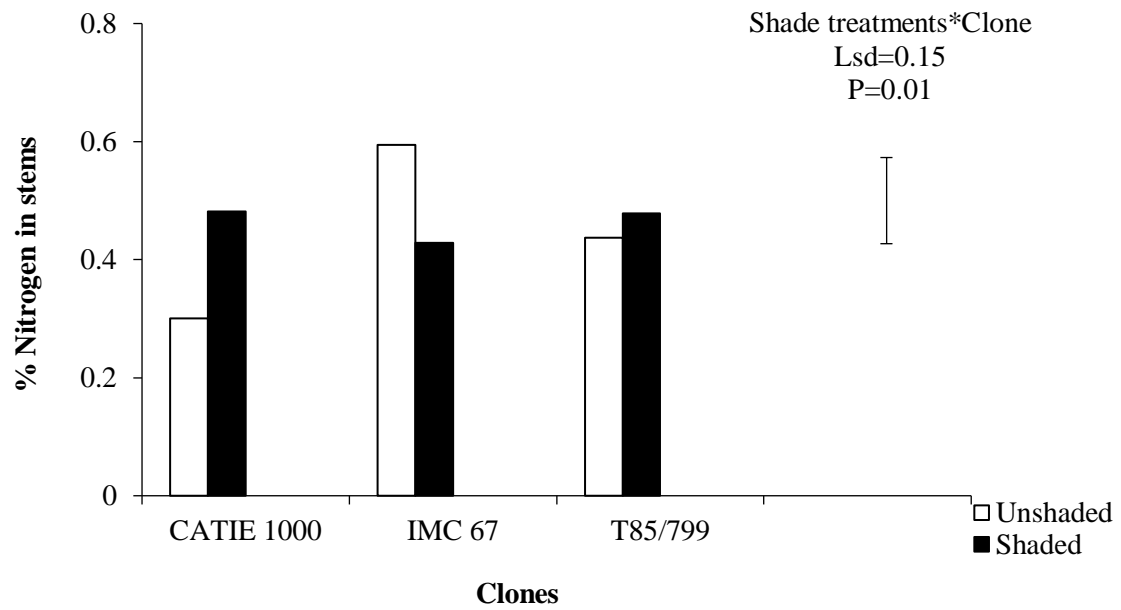 Shade treatments*Clone
Lsd=0.15
P=0.01
% Nitrogen in stems
0.8
0.6
0.4
0.2
0
CATIE 1000 IMC 67 T85/799
Unshaded
Shaded
Clones